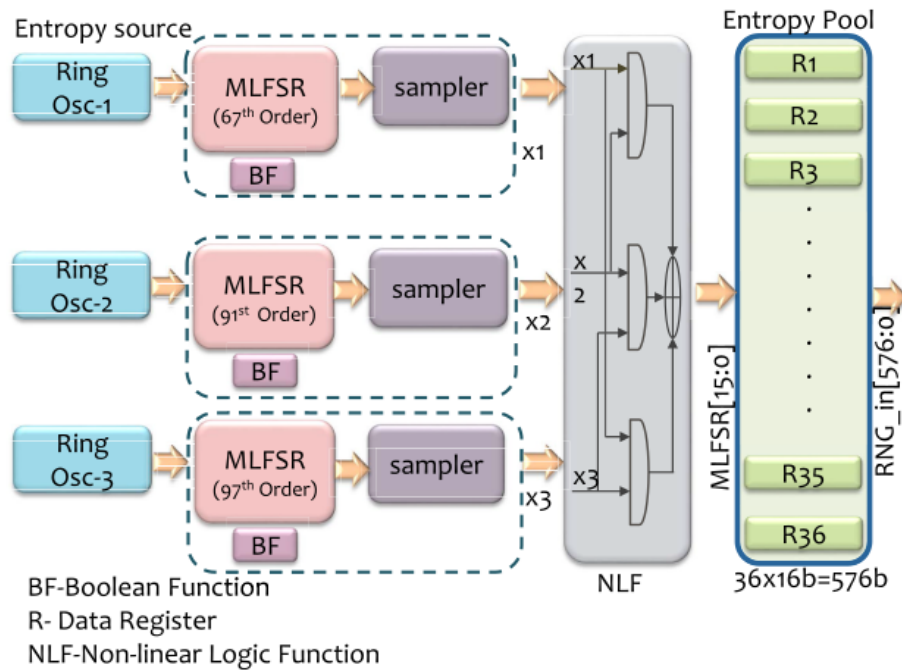 Entropy source
Ring
Osc-1
MLFSR
(67th Order)
BF
sampler
x1
Ring
Osc-2
MLFSR
(91st Order)
BF
sampler
x2
Ring
Osc-3
MLFSR
(97th Order)
BF
sampler
x3
x1
x
2
x3
NLF
MLFSR[15:0]
Entropy Pool
R1
R2
R3
R35
R36
36x16b=576b
RNG_in[576:0]
BF-Boolean Function
R- Data Register
NLF-Non-linear Logic Function